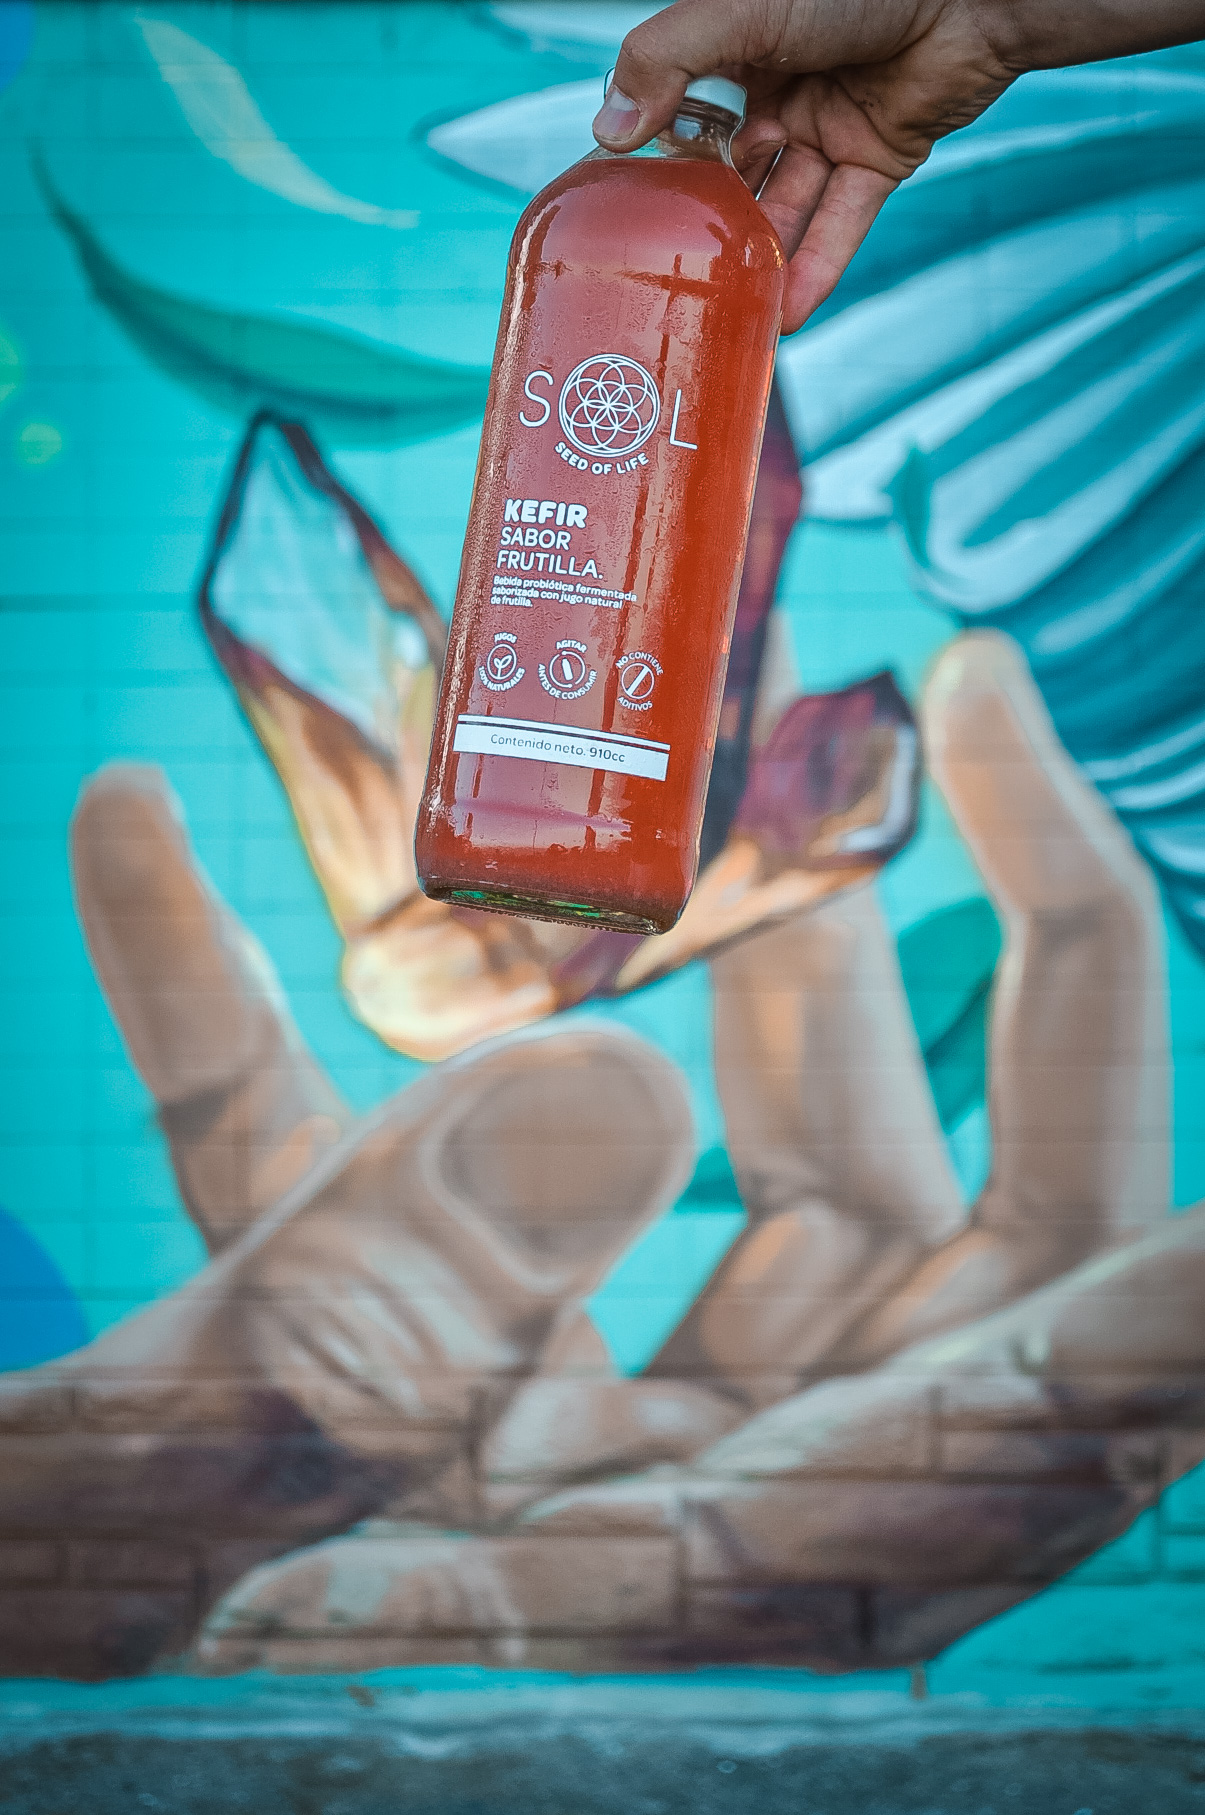 SOL
SEED OF LIFE
KEFIR
SABOR
FRUTILLA.
Bebida probiótica fermentada
saborizada con jugo natural
de frutilla.
JUGOS
100% NATURALES
AGITAR
ANTES DE CONSUMIR
NO CONTIENE
ADITIVOS
Contenido neto. 910cc